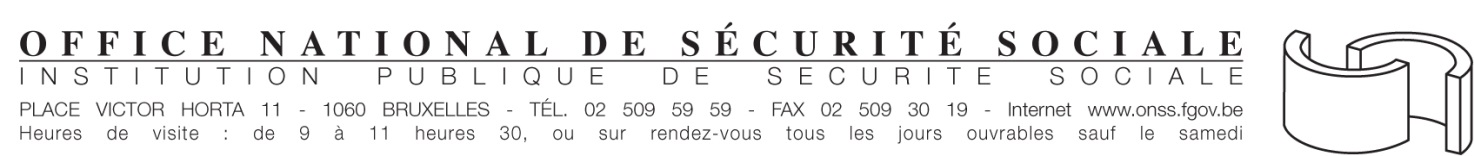 OFFICE NATIONAL DE SÉCURITÉ SOCIALE
INSTITUTION PUBLIQUE DE SECURITE SOCIALE
PLACE VICTOR HORTA 11 - 1060 BRUXELLES - TÉL. 02 509 59 59 - FAX 02 509 30 19 - Internet www.onss.fgov.be
Heures de visite : de 9 à 11 heures 30, ou sur rendez-vous tous les jours ouvrables sauf le samedi